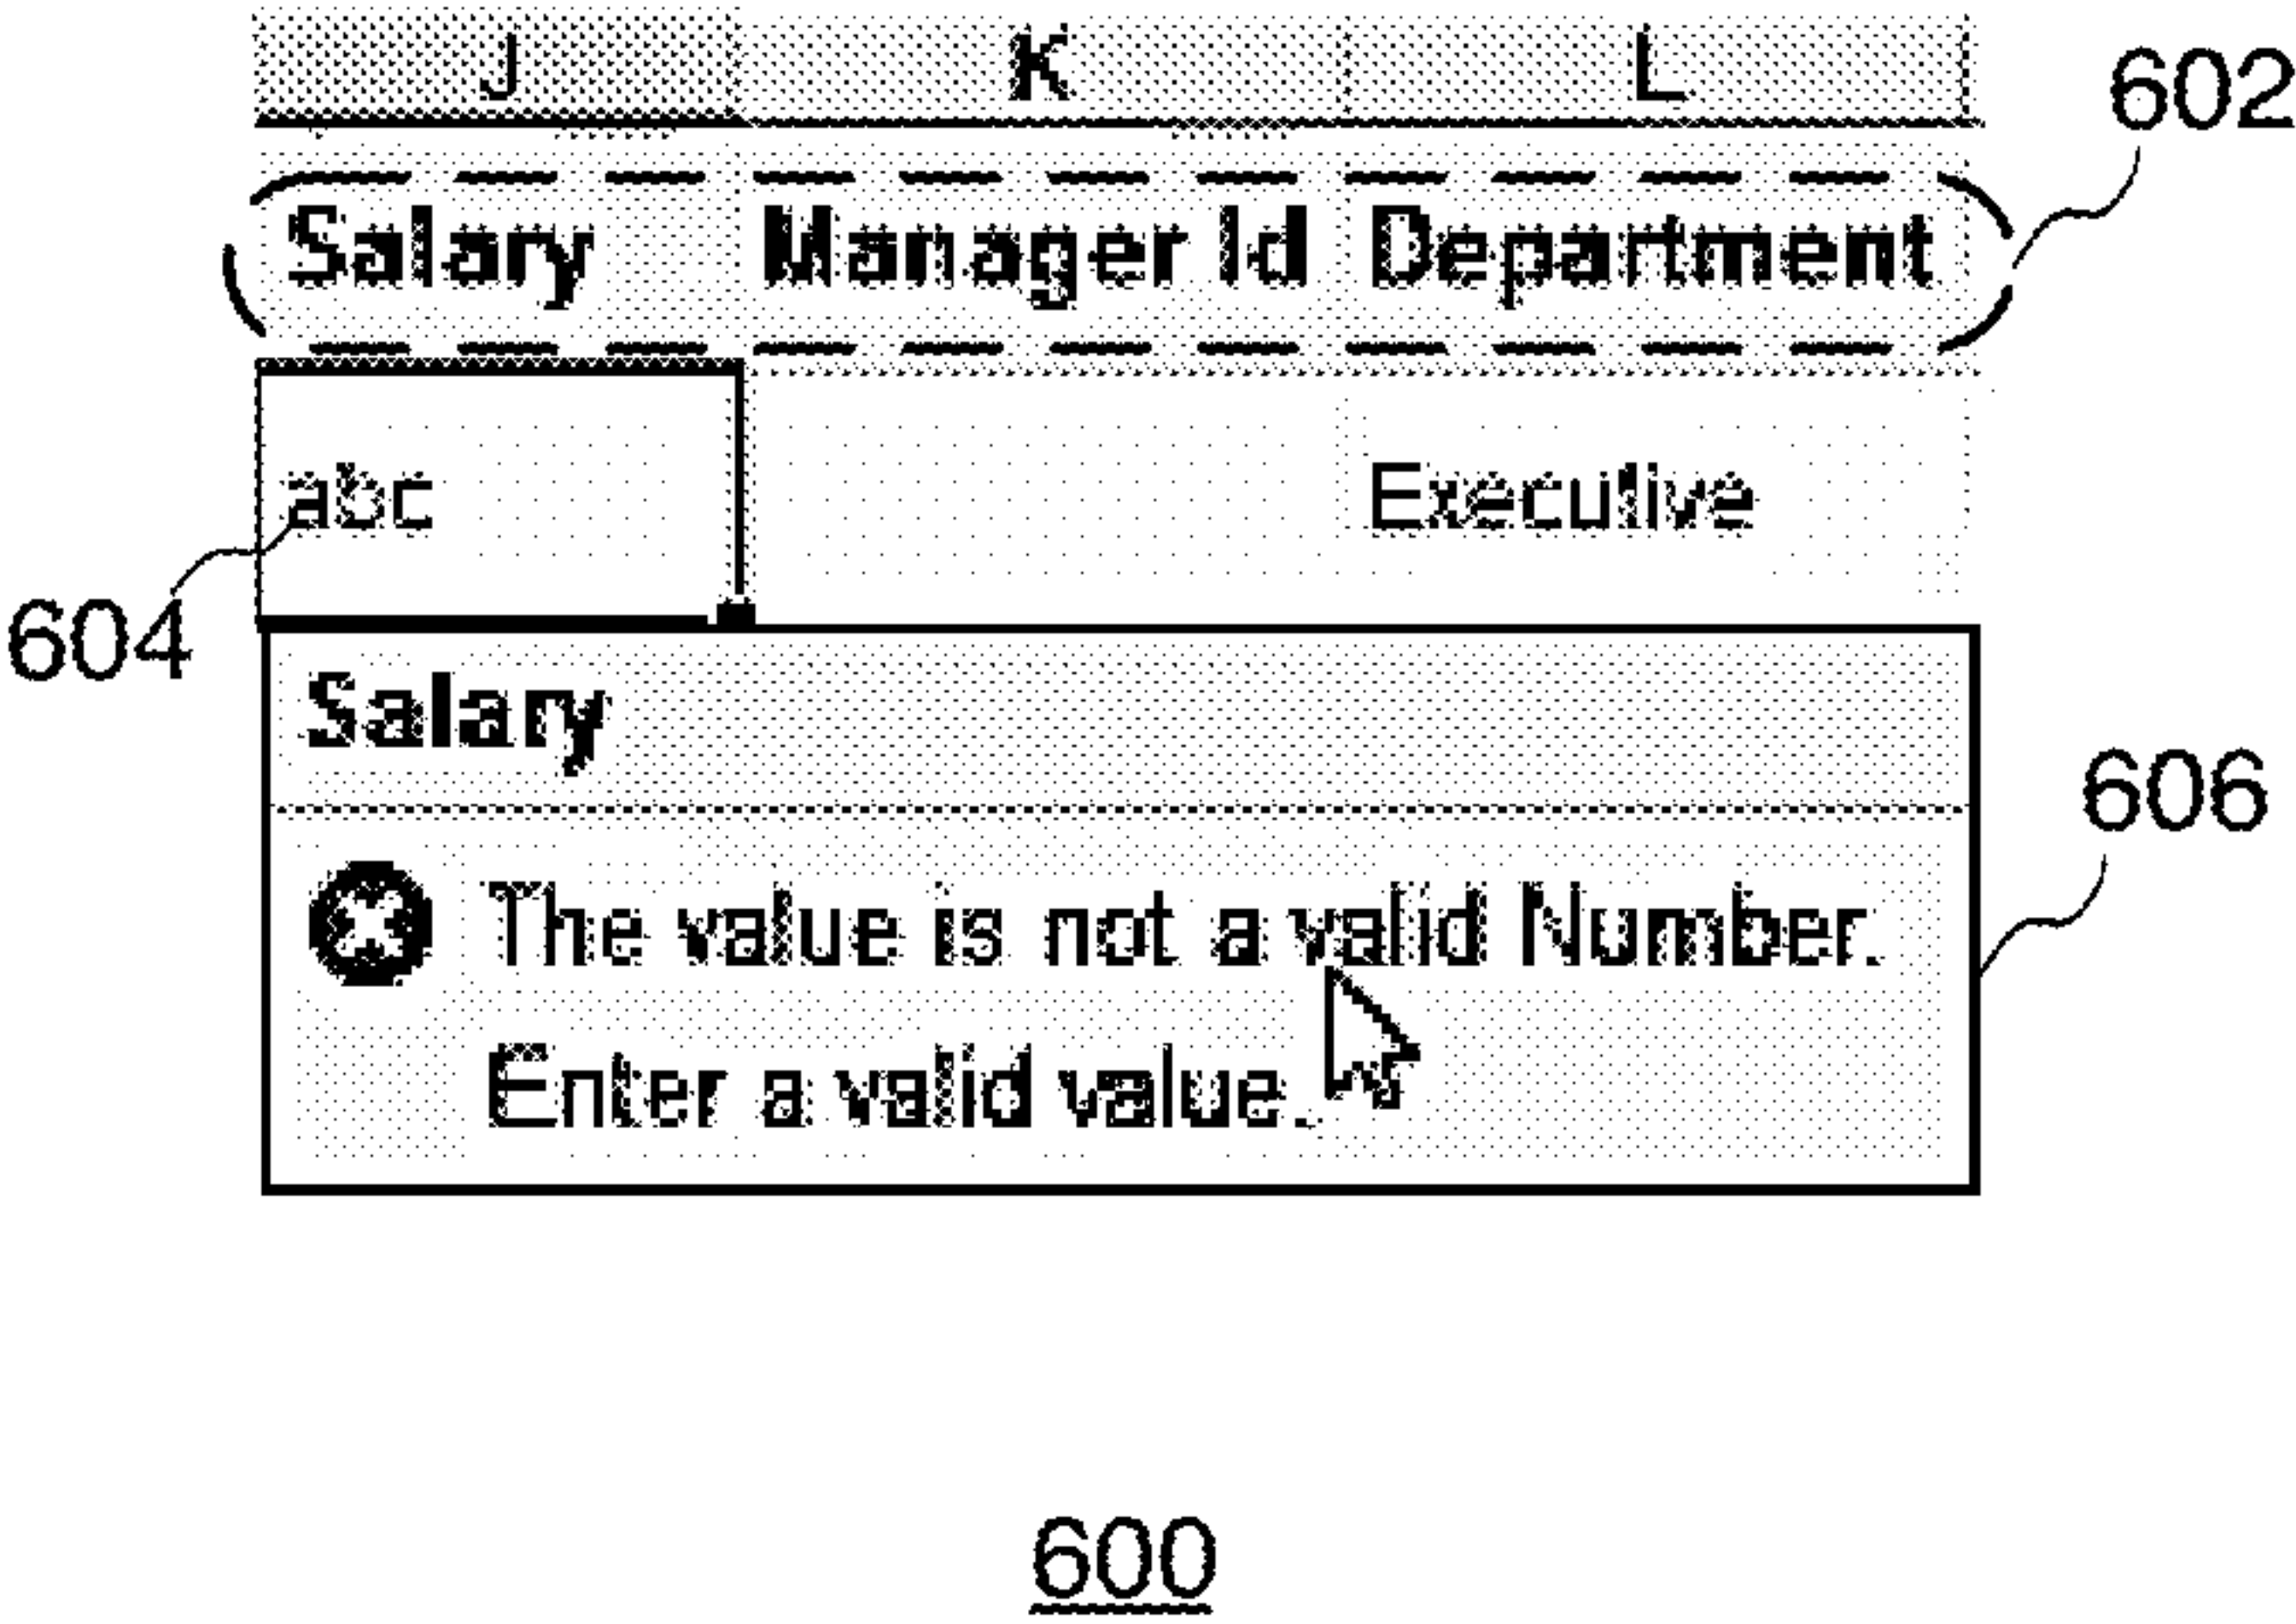 J K L
602
Salary Manager Id Department
abc Executive
604
Salary
606
The value is not a valid Number.
Enter a valid value.
600